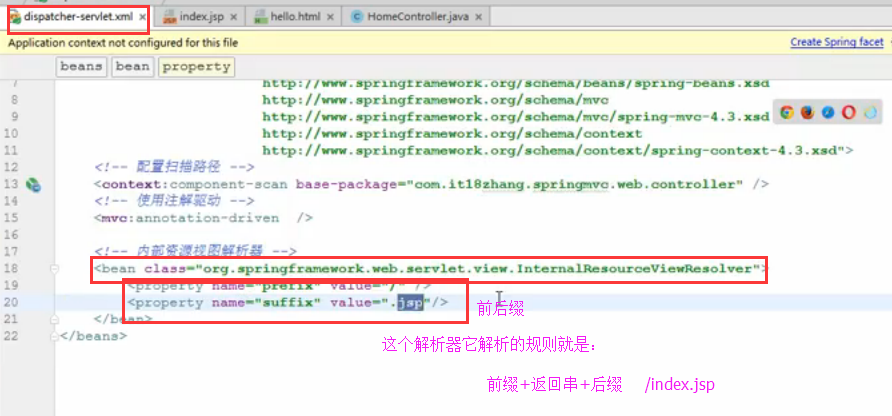 dispatcher-servlet.xml × index.jsp × hello.html × HomeController.java ×
Application context not configured for this file Create Spring facet
beans bean property
7 http://www.springframework.org/schema/beans/spring-beans.xsd
8 http://www.springframework.org/schema/mvc
9 http://www.springframework.org/schema/mvc/spring-mvc-4.3.xsd
10 http://www.springframework.org/schema/context
11 http://www.springframework.org/schema/context/spring-context-4.3.xsd">
12 <!-- 配置扫描路径 -->
13 <context:component-scan base-package="com.it18zhang.springmvc.web.controller" />
14 <!-- 使用注解驱动 -->
15 <mvc:annotation-driven />
16
17 <!-- 内部资源视图解析器 -->
18 <bean class="org.springframework.web.servlet.view.InternalResourceViewResolver">
19 <property name="prefix" value="/" />
20 <property name="suffix" value=".jsp"/>
前后缀
21 </bean>
22 </beans>
这个解析器它解析的规则就是：
前缀+返回串+后缀 /index.jsp